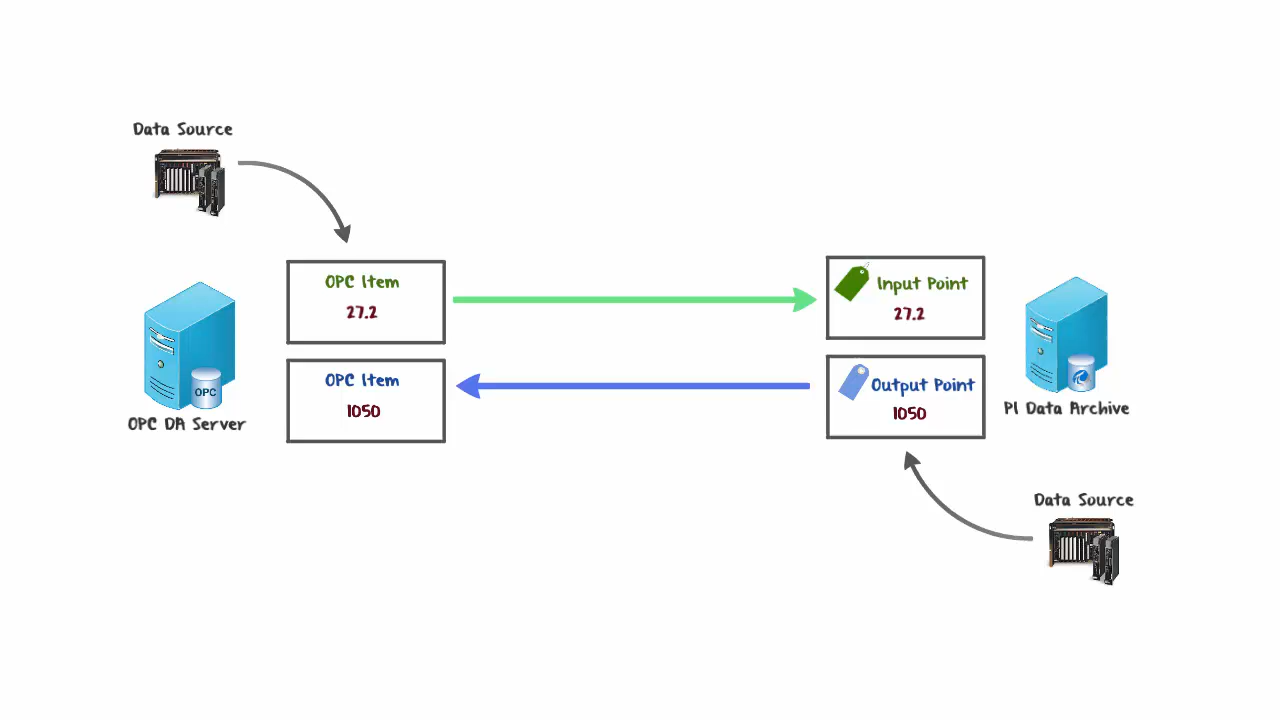 Data Source
OPC Item
27.2
Input Point
27.2
OPC Item
1050
Output Point
1050
OPC
OPC DA Server
PI Data Archive
Data Source